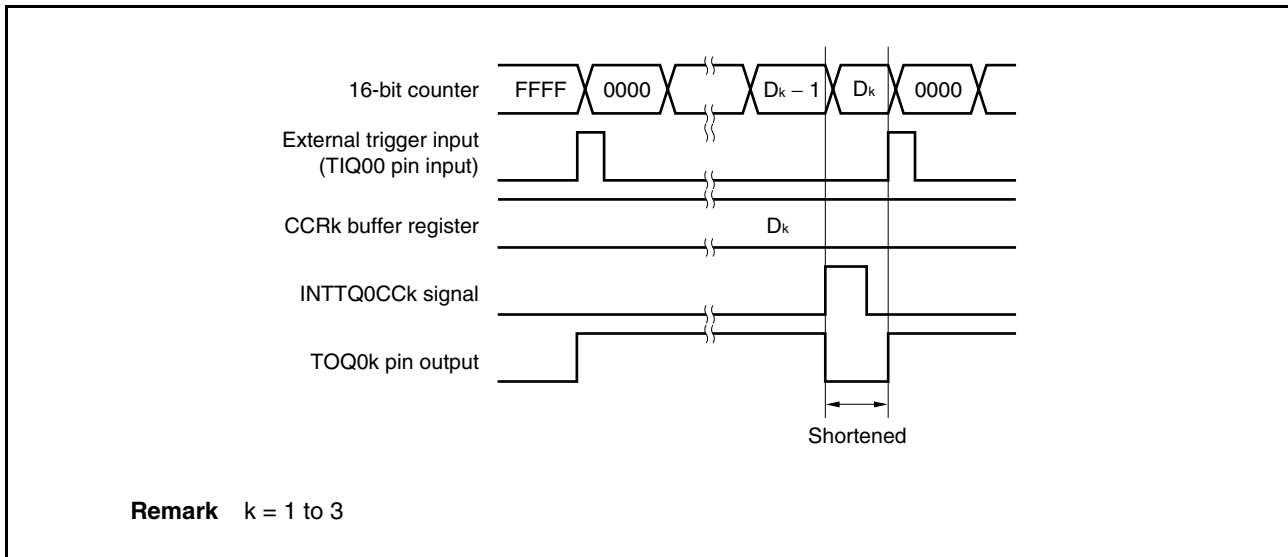 16-bit counter FFFF 0000 Dk − 1 Dk 0000
External trigger input
(TIQ00 pin input)
CCRk buffer register Dk
INTTQ0CCk signal
TOQ0k pin output
Shortened
Remark k = 1 to 3